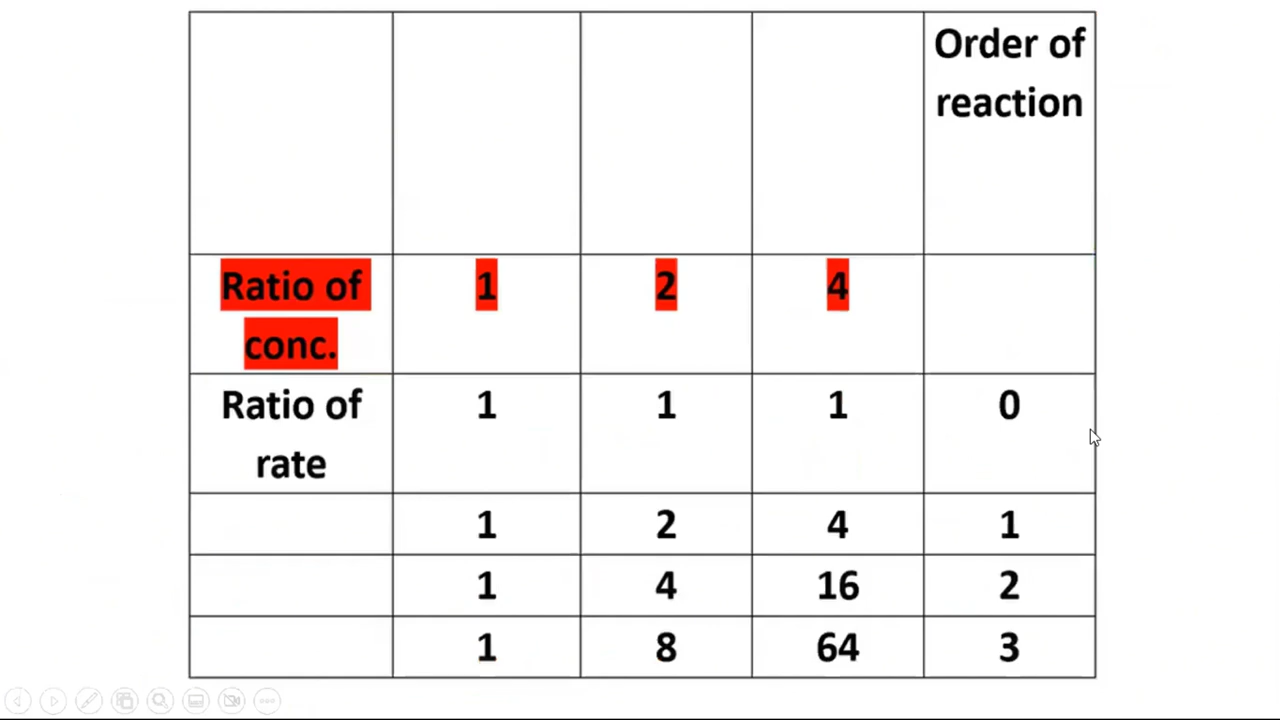 Order of
reaction
Ratio of 1 2 4
conc.
Ratio of 1 1 1 0
rate
1 2 4 1
1 4 16 2
1 8 64 3